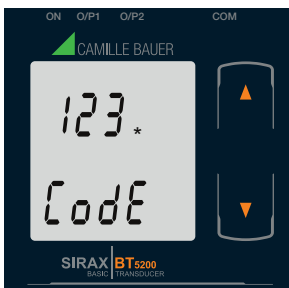 ON O/P1 O/P2 COM
CAMILLE BAUER
123.*
CodE
SIRAX BT5200
BASIC TRANSDUCER